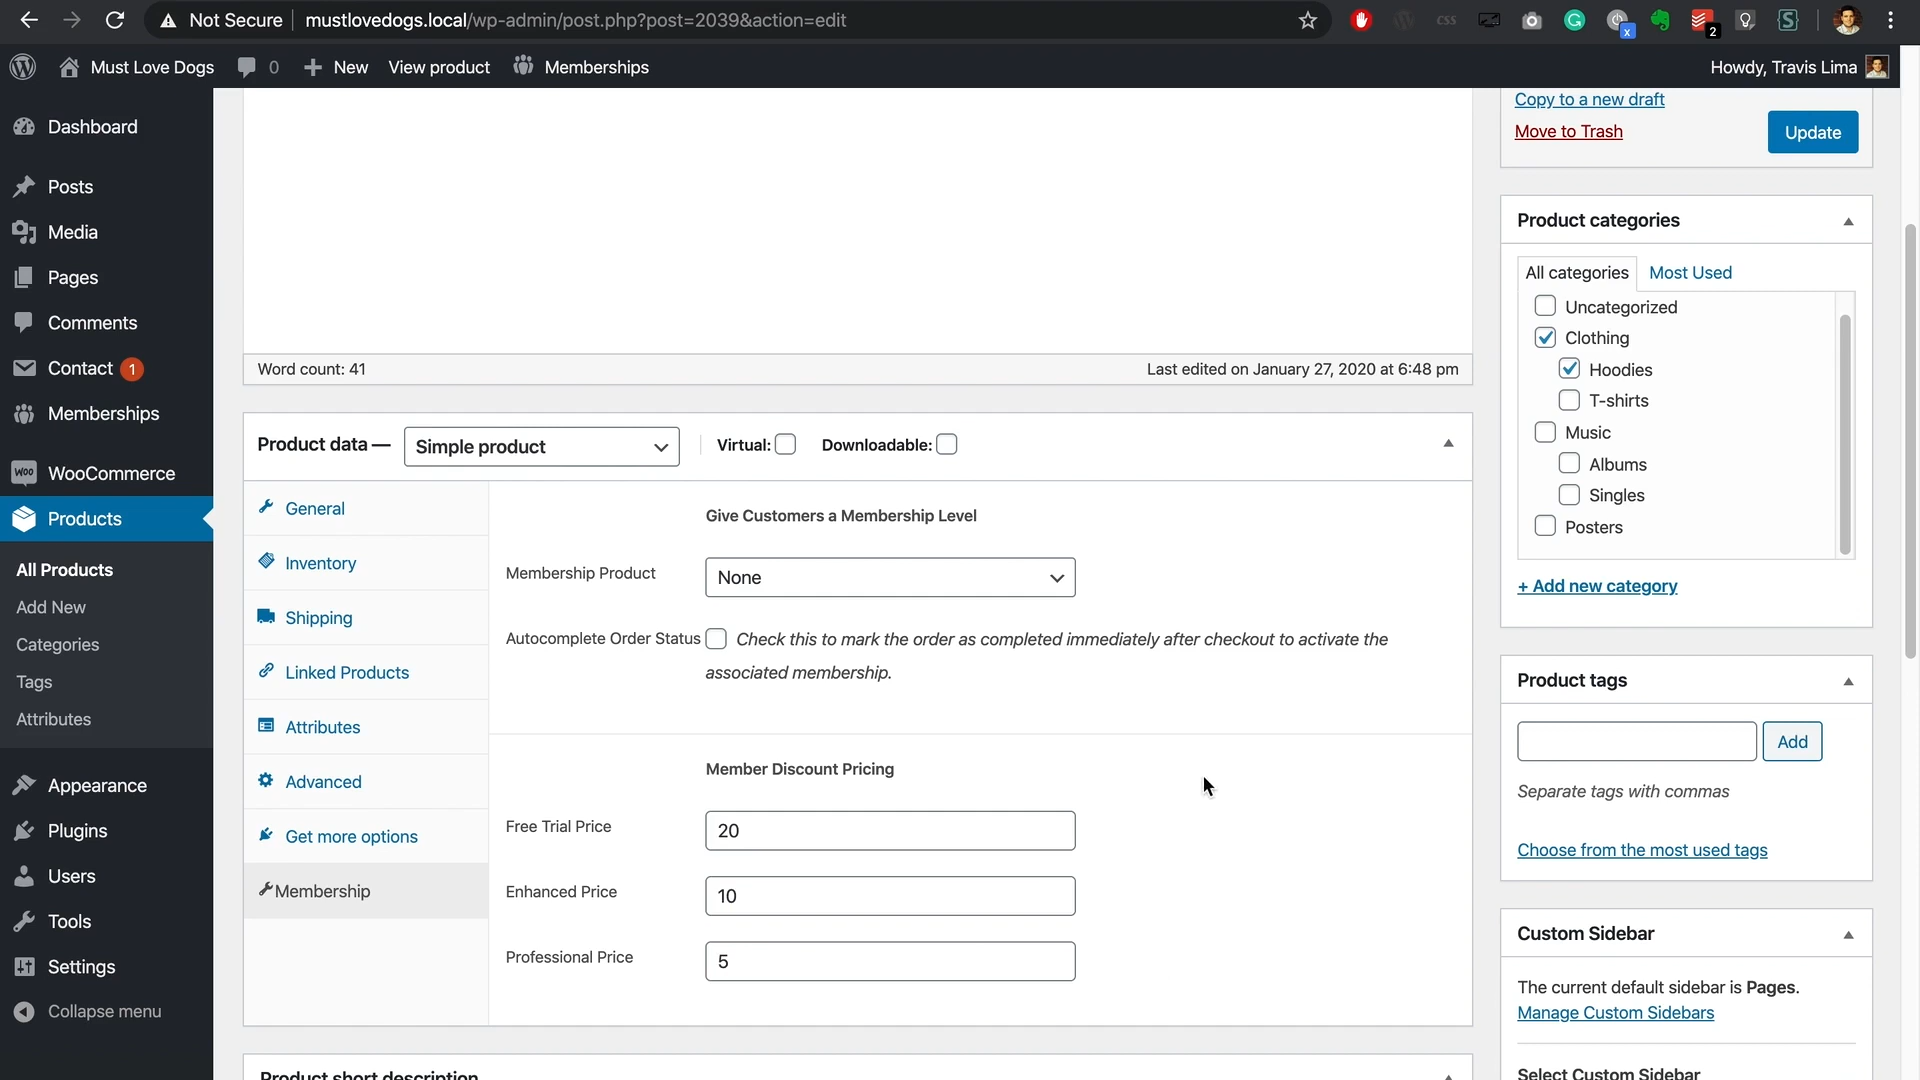 Not Secure
mustlovedogs.local/wp-admin/post.php?post=2039&action=edit
css
x
2
S
Must Love Dogs
0
New
View product
Memberships
Howdy, Travis Lima
Dashboard
Posts
Media
Pages
Comments
Contact 1
Memberships
Woo WooCommerce
Products
All Products
Add New
Categories
Tags
Attributes
Appearance
Plugins
Users
Tools
Settings
Collapse menu
Word count: 41
Last edited on January 27, 2020 at 6:48 pm
Product data — Simple product
Virtual:
Downloadable:
General
Inventory
Shipping
Linked Products
Attributes
Advanced
Get more options
Membership
Give Customers a Membership Level
Membership Product
None
Autocomplete Order Status
Check this to mark the order as completed immediately after checkout to activate the
associated membership.
Member Discount Pricing
Free Trial Price
20
Enhanced Price
10
Professional Price
5
Product short description
Copy to a new draft
Move to Trash
Update
Product categories
All categories
Most Used
Uncategorized
Clothing
Hoodies
T-shirts
Music
Albums
Singles
Posters
+ Add new category
Product tags
Add
Separate tags with commas
Choose from the most used tags
Custom Sidebar
The current default sidebar is Pages.
Manage Custom Sidebars
Select Custom Sidebar